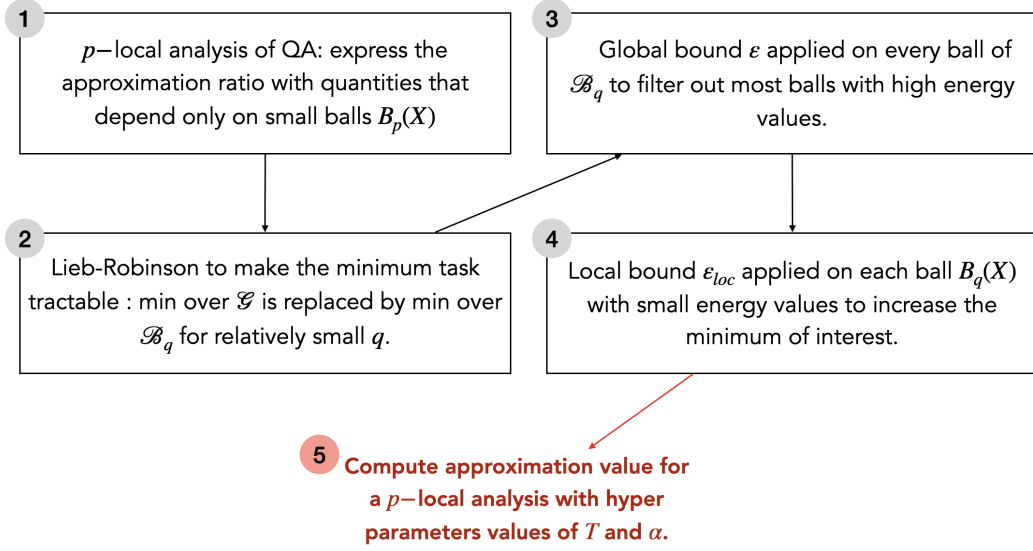 1
p−local analysis of QA: express the
approximation ratio with quantities that
depend only on small balls Bₚ(X)
2
Lieb-Robinson to make the minimum task
tractable : min over 𝒢 is replaced by min over
ℬ_q for relatively small q.
3
Global bound ε applied on every ball of
ℬ_q to filter out most balls with high energy
values.
4
Local bound ε_loc applied on each ball B_q(X)
with small energy values to increase the
minimum of interest.
5
Compute approximation value for
a p−local analysis with hyper
parameters values of T and α.